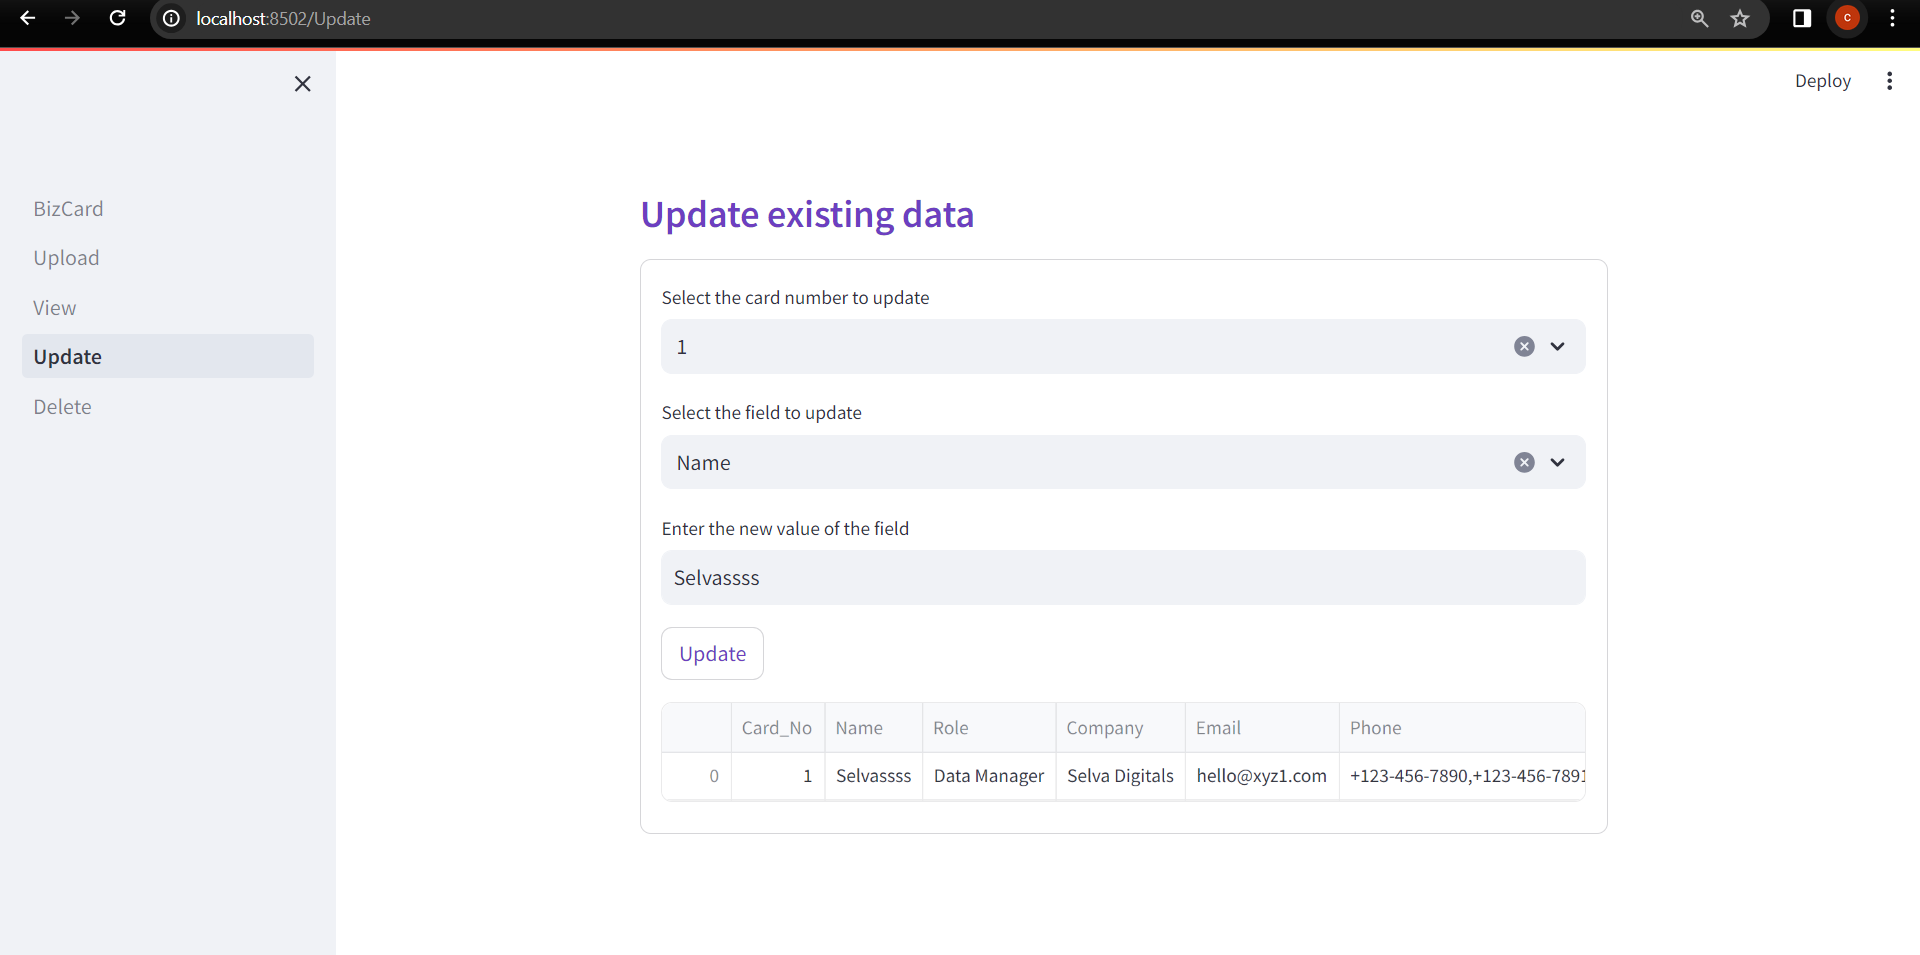 localhost:8502/Update
C
Deploy
BizCard
Upload
View
Update
Delete
Update existing data
Select the card number to update
1
Select the field to update
Name
Enter the new value of the field
Selvassss
Update
Card_No Name Role Company Email Phone
0 1 Selvassss Data Manager Selva Digitals hello@xyz1.com +123-456-7890,+123-456-7891